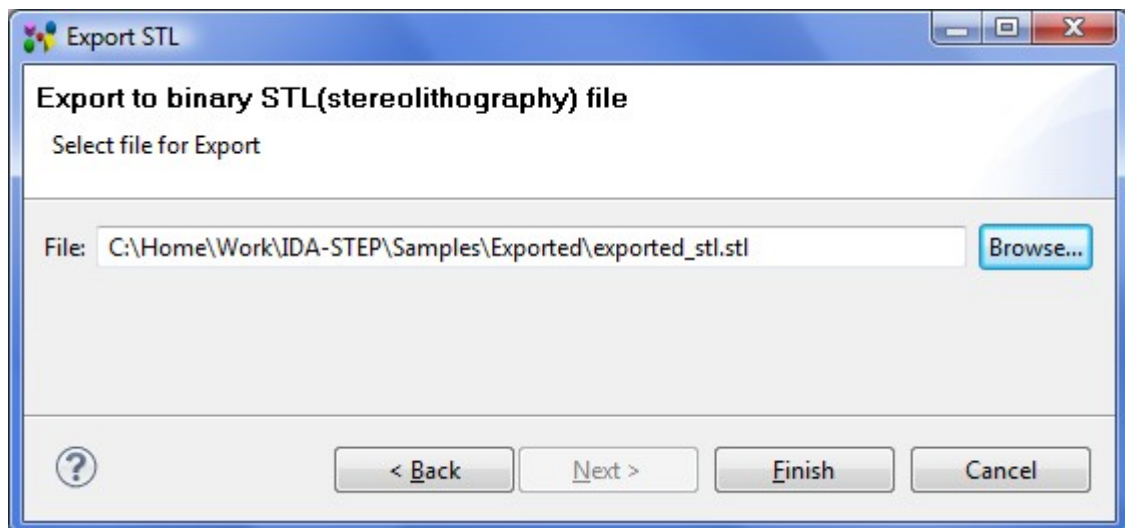 Export STL
Export to binary STL(stereolithography) file
Select file for Export
File: C:\Home\Work\IDA-STEP\Samples\Exported\exported_stl.stl Browse...
? < Back Next > Finish Cancel